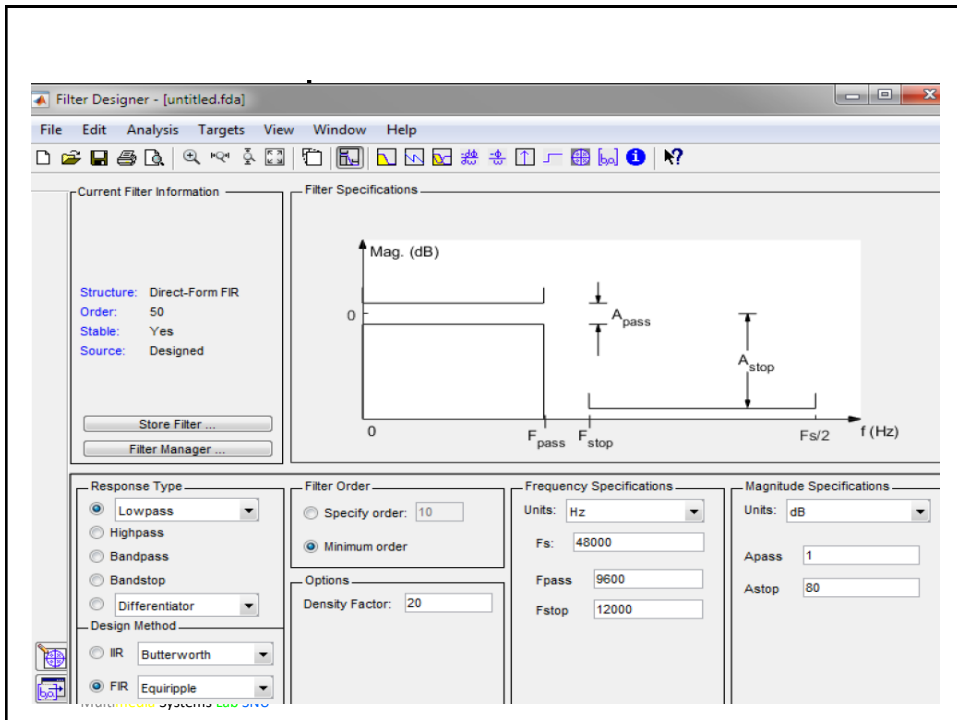 Filter Designer - [untitled.fda]
File Edit Analysis Targets View Window Help
Current Filter Information
Structure: Direct-Form FIR
Order: 50
Stable: Yes
Source: Designed
Store Filter ...
Filter Manager ...
Filter Specifications
Mag. (dB)
0
A pass
A stop
0
F pass
F stop
Fs/2
f (Hz)
Response Type
Lowpass
Highpass
Bandpass
Bandstop
Differentiator
Design Method
IIR Butterworth
FIR Equiripple
Filter Order
Specify order: 10
Minimum order
Options
Density Factor: 20
Frequency Specifications
Units: Hz
Fs: 48000
Fpass 9600
Fstop 12000
Magnitude Specifications
Units: dB
Apass 1
Astop 80
Multimedia Systems Lab SNU